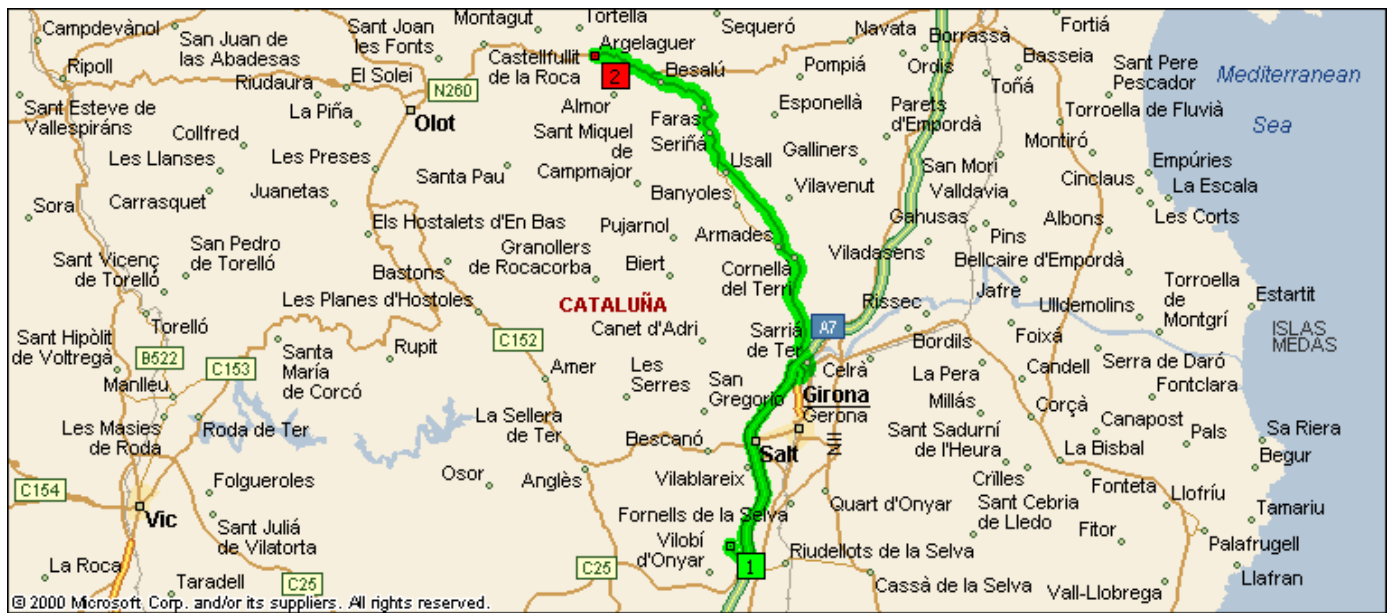 Campdevànol
San Juan de
las Abadesas
Sant Joan
les Fonts
Montagut
Tortella
Sequeró
Navata
Borrassà
Fortiá
Ripoll
Riudaura
El Solei
Castellfullit
de la Roca
Argelaguer
Besalú
Pompiá
Ordis
Basseia
Sant Pere
Pescador
Mediterranean
Sea
Sant Esteve de
Vallespiráns
La Piña
N260
Olot
2
Almor
Esponellà
Parets
d'Empordà
Toñá
Torroella de Fluvià
Collfred
Les Llanses
Les Preses
Sant Miquel
de
Campmajor
Faras
Seriñá
Galliners
Montiró
Empúries
Carrasquet
Juanetas
Santa Pau
Usall
Banyoles
Vilavenut
San Mori
Valldavia
Cinclaus
La Escala
Les Corts
Sora
Els Hostalets d'En Bas
Pujarnol
Armades
Gahusas
Albons
San Pedro
de Torelló
Granollers
de Rocacorba
Viladasens
Pins
Sant Vicenç
de Torelló
Bastons
Biert
Cornellà
del Terri
Bellcaire d'Empordà
Les Planes d'Hostoles
CATALUÑA
Rissec
Jafre
Ulldemolins
Torroella
de
Montgrí
Estartit
Torelló
Canet d'Adri
Sarrià
de Ter
A7
Bordils
Foixá
ISLAS
MEDAS
Sant Hipòlit
de Voltregà
B522
Santa
María
de Corcó
Rupit
C152
Serra de Daró
Manlleu
C153
Amer
Les
Serres
San
Gregorio
Celrà
La Pera
Candell
Fontclara
Girona
Gerona
Les Masies
de Roda
Roda de Ter
La Sellera
de Ter
Millás
Corçà
Canapost
Bescanó
Salt
NII
Sant Sadurní
de l'Heura
La Bisbal
Pals
Sa Riera
C154
Folgueroles
Osor
Anglès
Vilablareix
Crilles
Begur
Vic
Quart d'Onyar
Sant Cebria
de Lledo
Fonteta
Llofríu
Sant Juliá
de Vilatorta
Fornells de la Selva
Fitor
Tamariu
Vilobí
d'Onyar
Riudellots de la Selva
Palafrugell
La Roca
Taradell
C25
C25
1
Cassà de la Selva
Vall-Llobrega
Llafran
© 2000 Microsoft Corp. and/or its suppliers. All rights reserved.